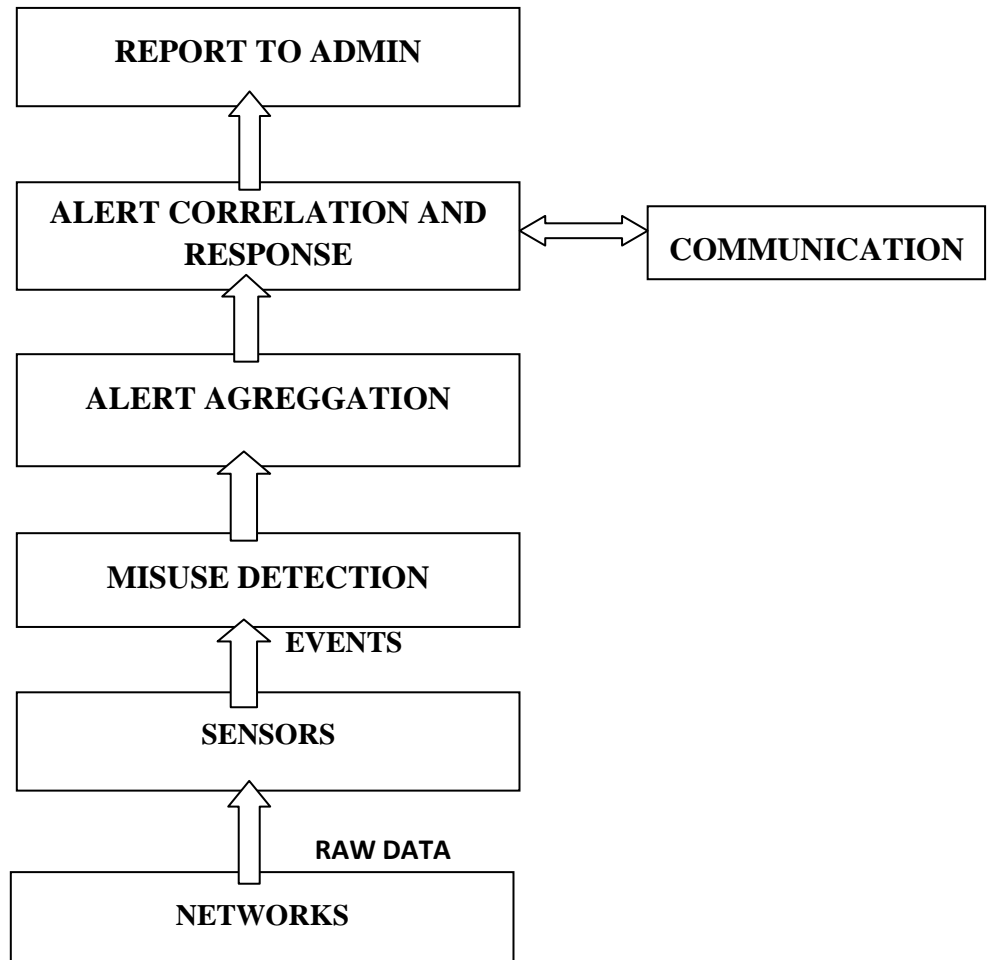 REPORT TO ADMIN
ALERT CORRELATION AND
RESPONSE
COMMUNICATION
ALERT AGREGGATION
MISUSE DETECTION
EVENTS
SENSORS
RAW DATA
NETWORKS